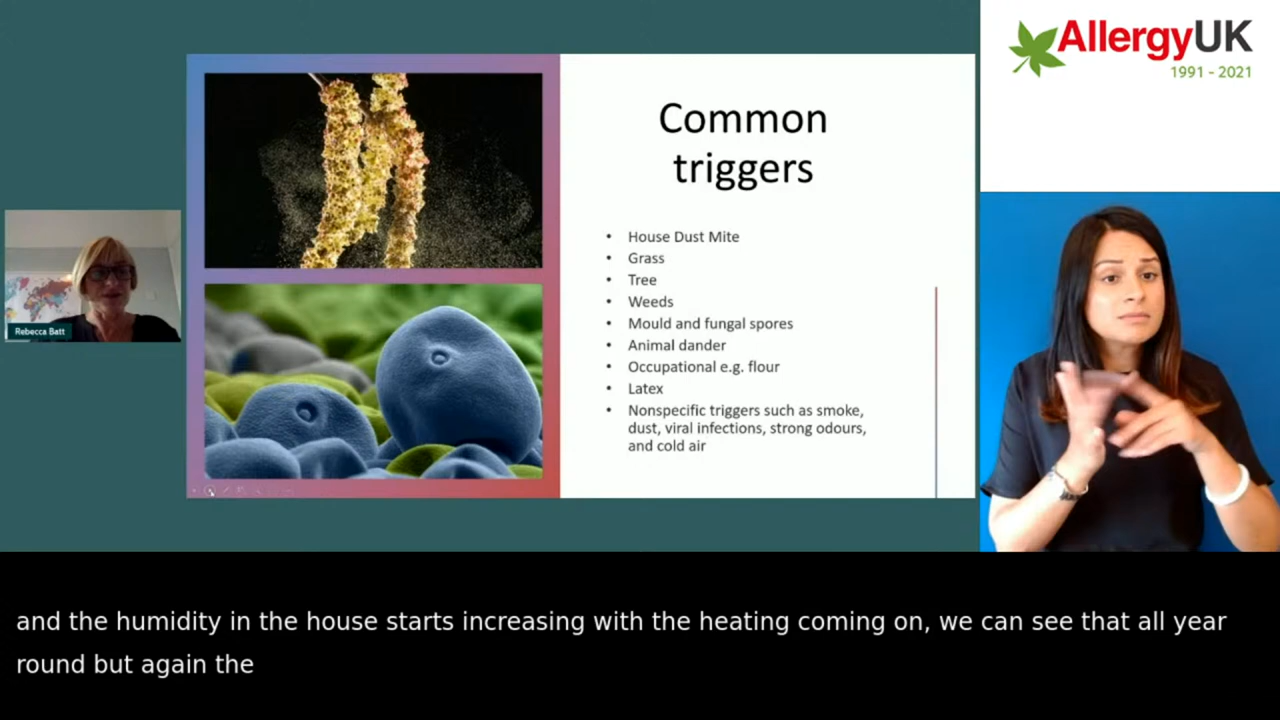 AllergyUK
1991 - 2021
Common
triggers
• House Dust Mite
• Grass
• Tree
• Weeds
• Mould and fungal spores
• Animal dander
• Occupational e.g. flour
• Latex
• Nonspecific triggers such as smoke,
dust, viral infections, strong odours,
and cold air
Rebecca Batt
and the humidity in the house starts increasing with the heating coming on, we can see that all year
round but again the